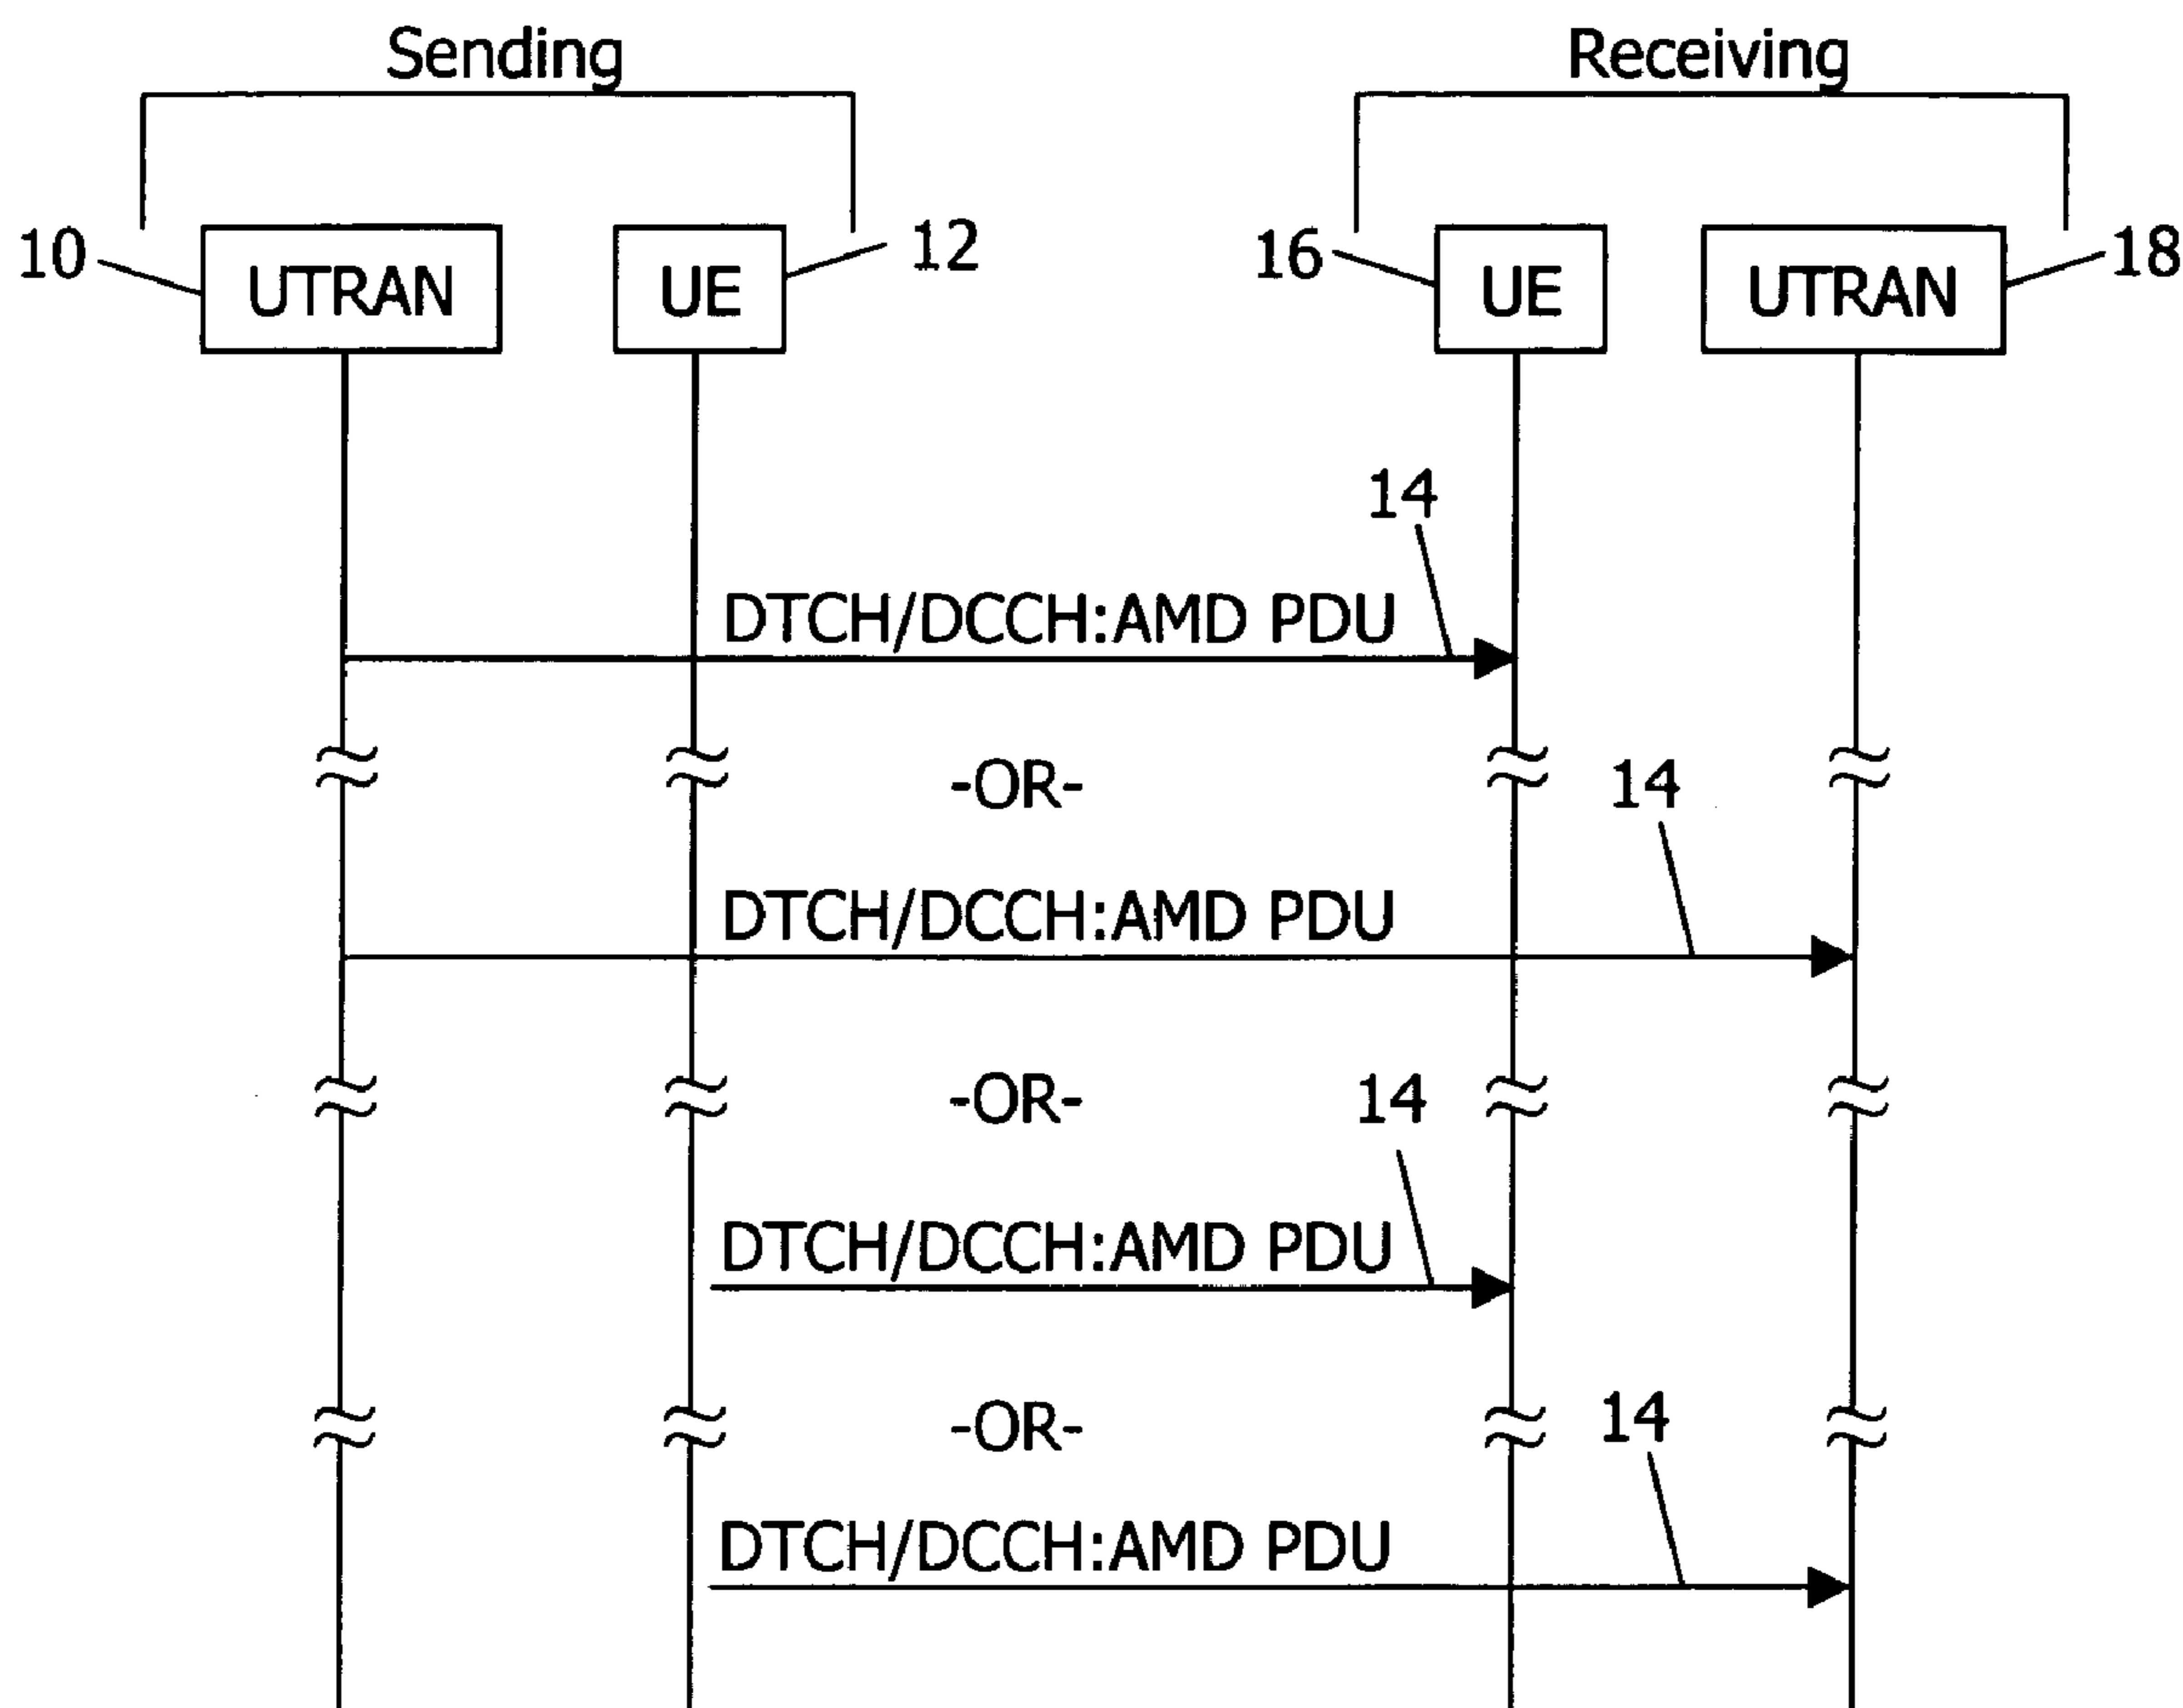 Sending
Receiving
10
UTRAN
UE
12
16
UE
UTRAN
18
14
DTCH/DCCH:AMD PDU
-OR-
14
DTCH/DCCH:AMD PDU
-OR-
14
DTCH/DCCH:AMD PDU
-OR-
14
DTCH/DCCH:AMD PDU